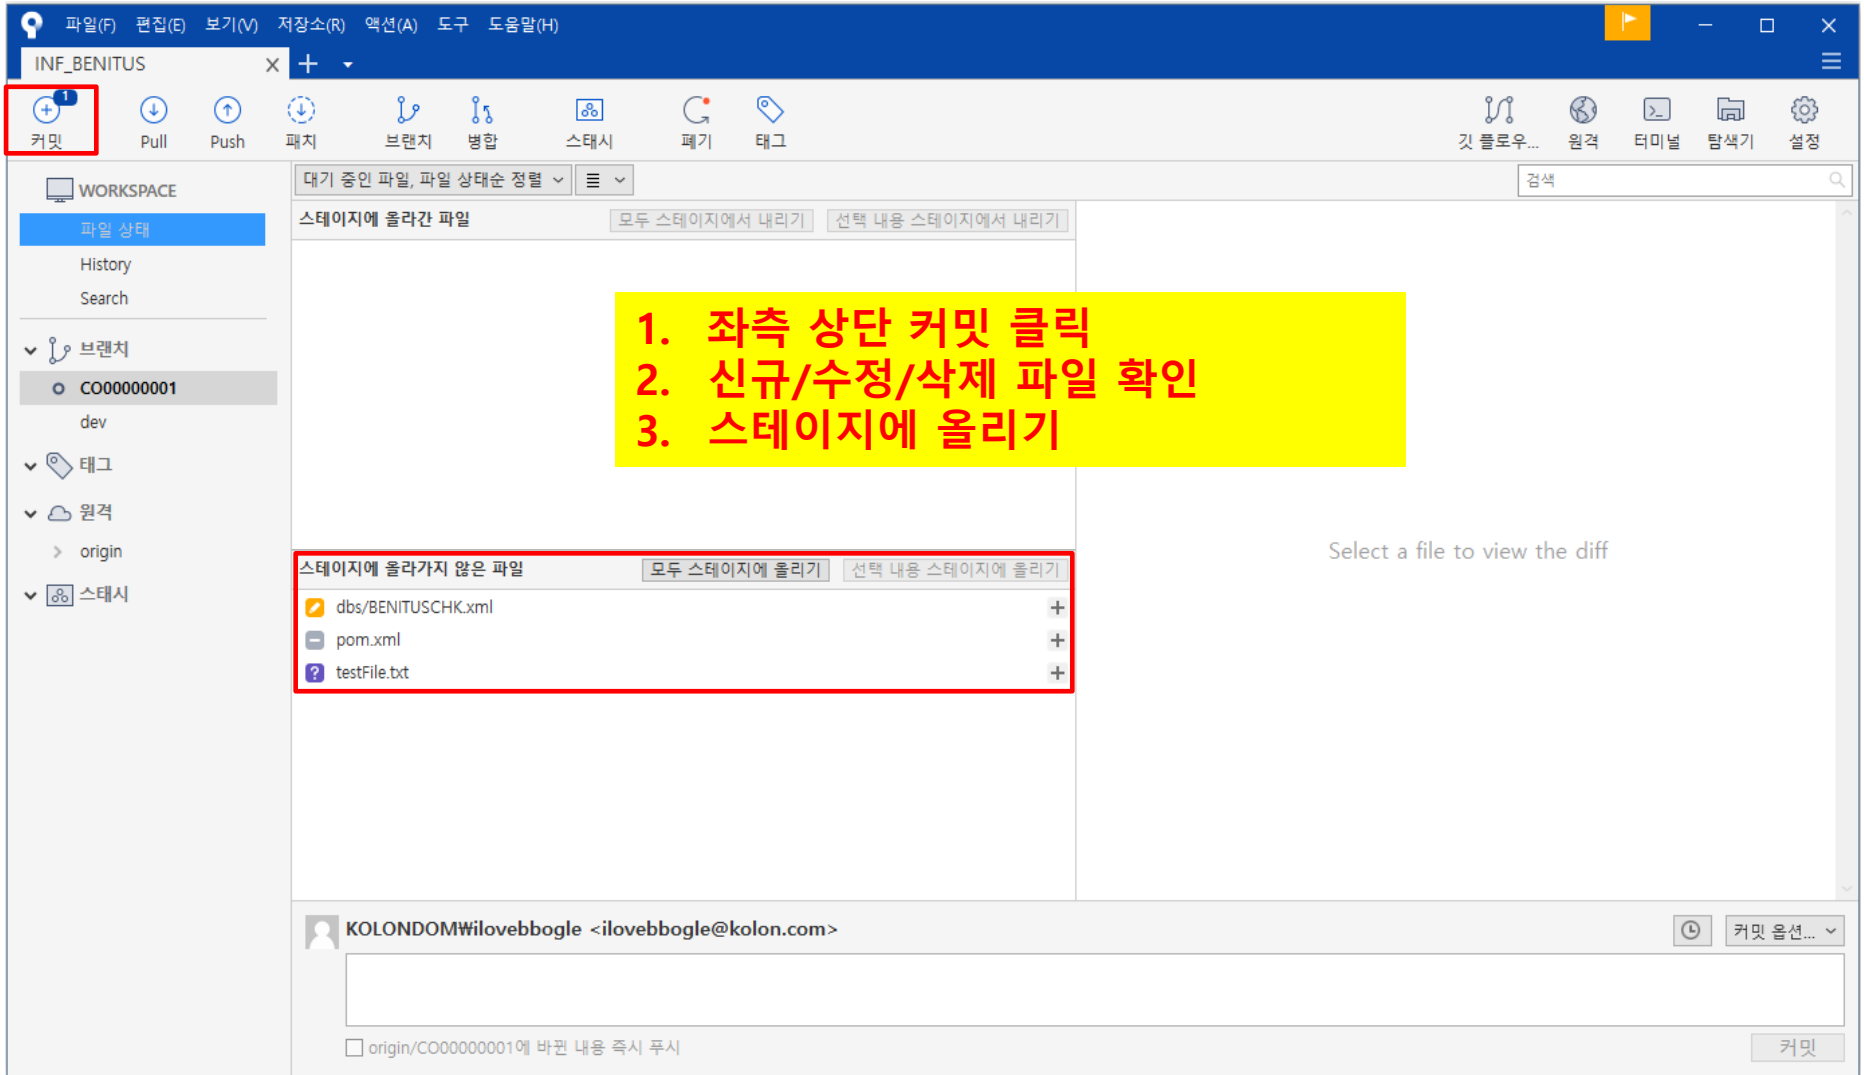 파일(F) 편집(E) 보기(V) 저장소(R) 액션(A) 도구 도움말(H)
INF_BENITUS
1
커밋 Pull Push 패치 브랜치 병합 스태시 폐기 태그 깃 플로우... 원격 터미널 탐색기 설정
WORKSPACE
파일 상태
History
Search
브랜치
CO00000001
dev
태그
원격
origin
스태시
대기 중인 파일, 파일 상태순 정렬
검색
스테이지에 올라간 파일 모두 스테이지에서 내리기 선택 내용 스테이지에서 내리기
1. 좌측 상단 커밋 클릭
2. 신규/수정/삭제 파일 확인
3. 스테이지에 올리기
Select a file to view the diff
스테이지에 올라가지 않은 파일 모두 스테이지에 올리기 선택 내용 스테이지에 올리기
dbs/BENITUSCHK.xml
pom.xml
testFile.txt
KOLONDOM₩ilovebbogle <ilovebbogle@kolon.com>
커밋 옵션...
origin/CO00000001에 바뀐 내용 즉시 푸시
커밋